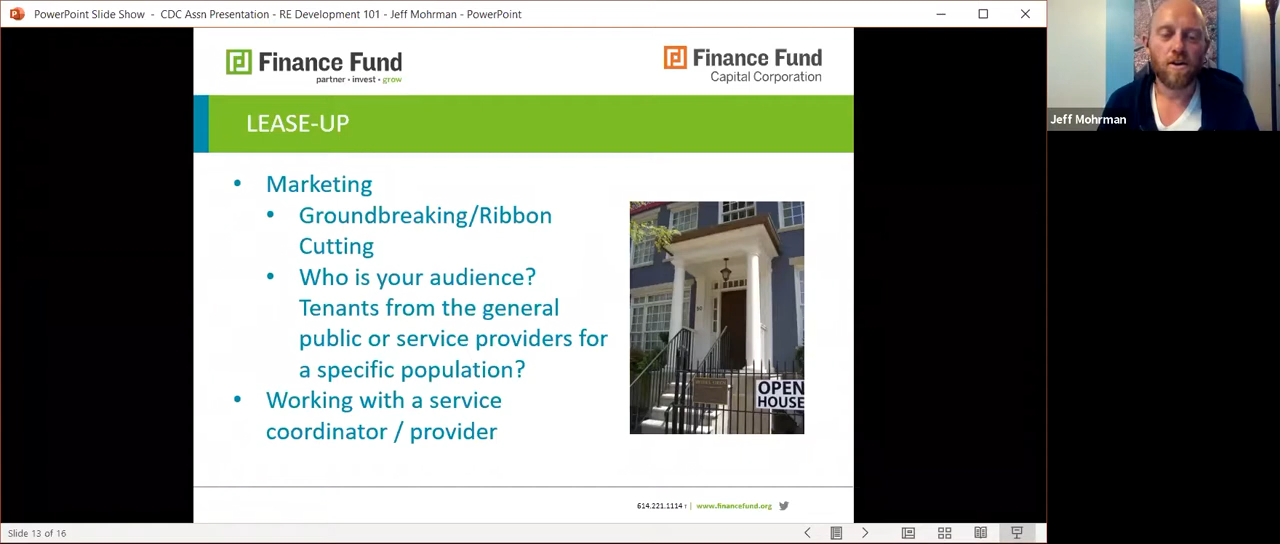 PowerPoint Slide Show - CDC Assn Presentation - RE Development 101 - Jeff Mohrman - PowerPoint
Finance Fund
partner • invest • grow
Finance Fund
Capital Corporation
LEASE-UP
• Marketing
• Groundbreaking/Ribbon
Cutting
• Who is your audience?
Tenants from the general
public or service providers for
a specific population?
• Working with a service
coordinator / provider
OPEN
HOUSE
614.221.1114 t | www.financefund.org
Slide 13 of 16
Jeff Mohrman